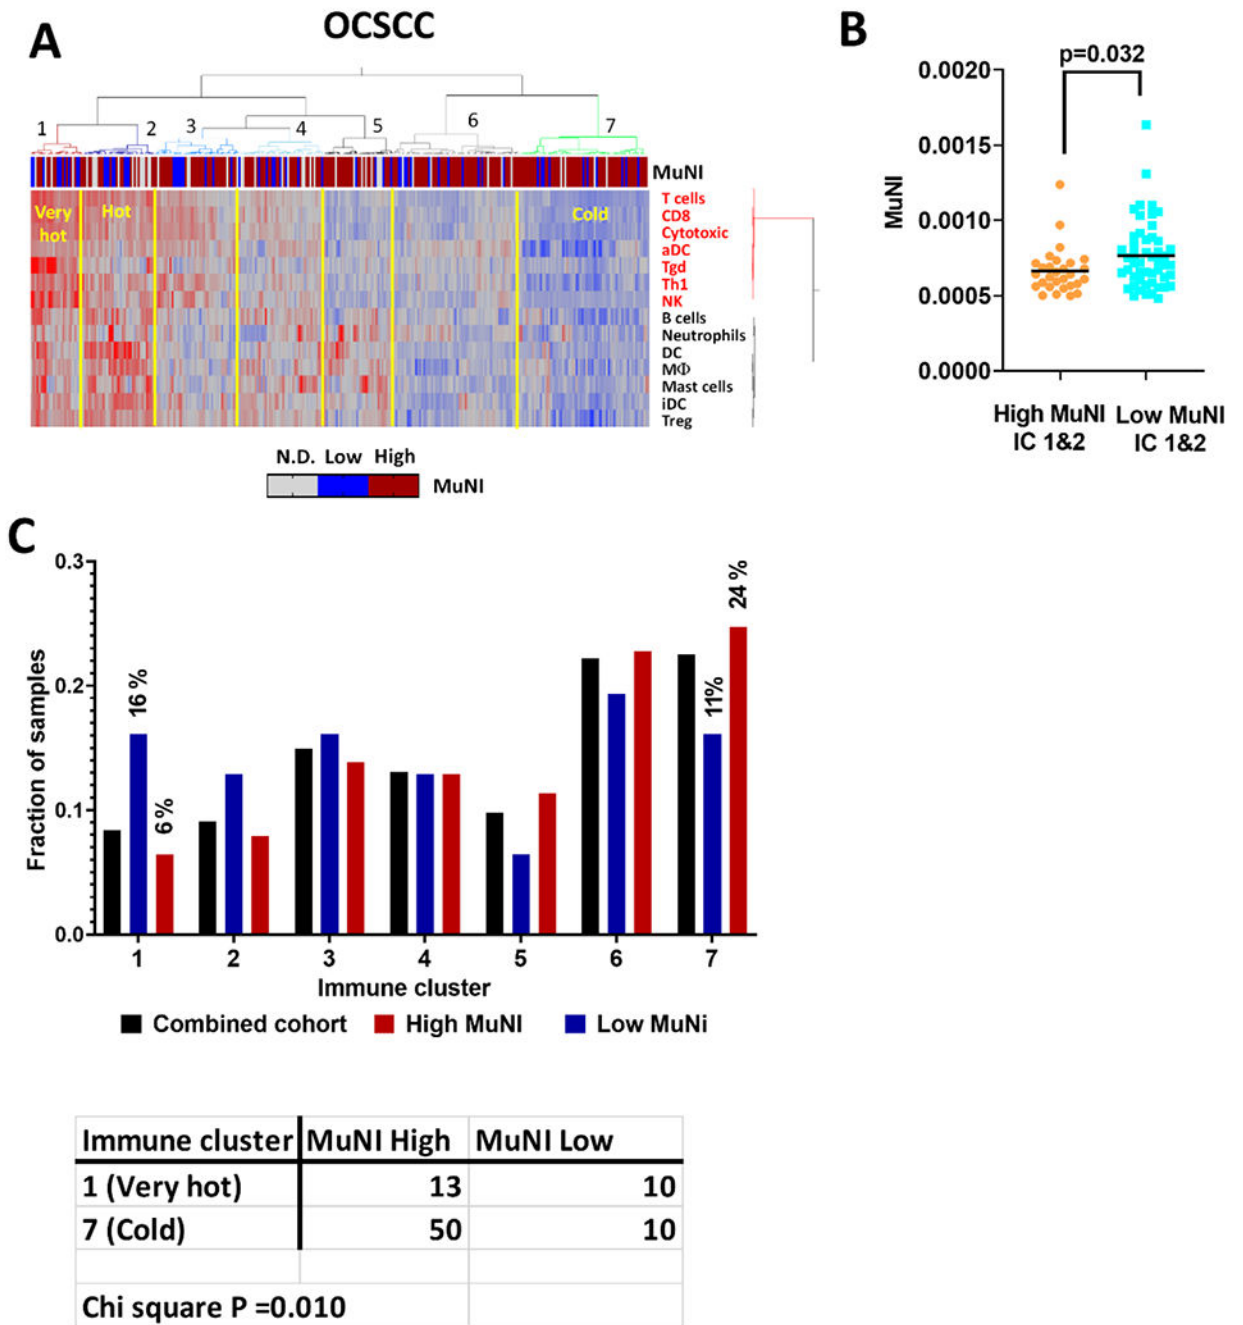 OCSCC
A
1 2 3 4 5 6 7
MuNI
Very
hot
Hot
Cold
T cells
CD8
Cytotoxic
aDC
Tgd
Th1
NK
B cells
Neutrophils
DC
MΦ
Mast cells
iDC
Treg
N.D. Low High
MuNI
B
p=0.032
0.0020
0.0015
0.0010
0.0005
0.0000
MuNI
High MuNI Low MuNI
IC 1&2 IC 1&2
C
0.3
0.2
0.1
0.0
Fraction of samples
16 %
6 %
11%
24 %
1 2 3 4 5 6 7
Immune cluster
Combined cohort High MuNI Low MuNi
Immune cluster MuNI High MuNI Low
1 (Very hot) 13 10
7 (Cold) 50 10
Chi square P =0.010